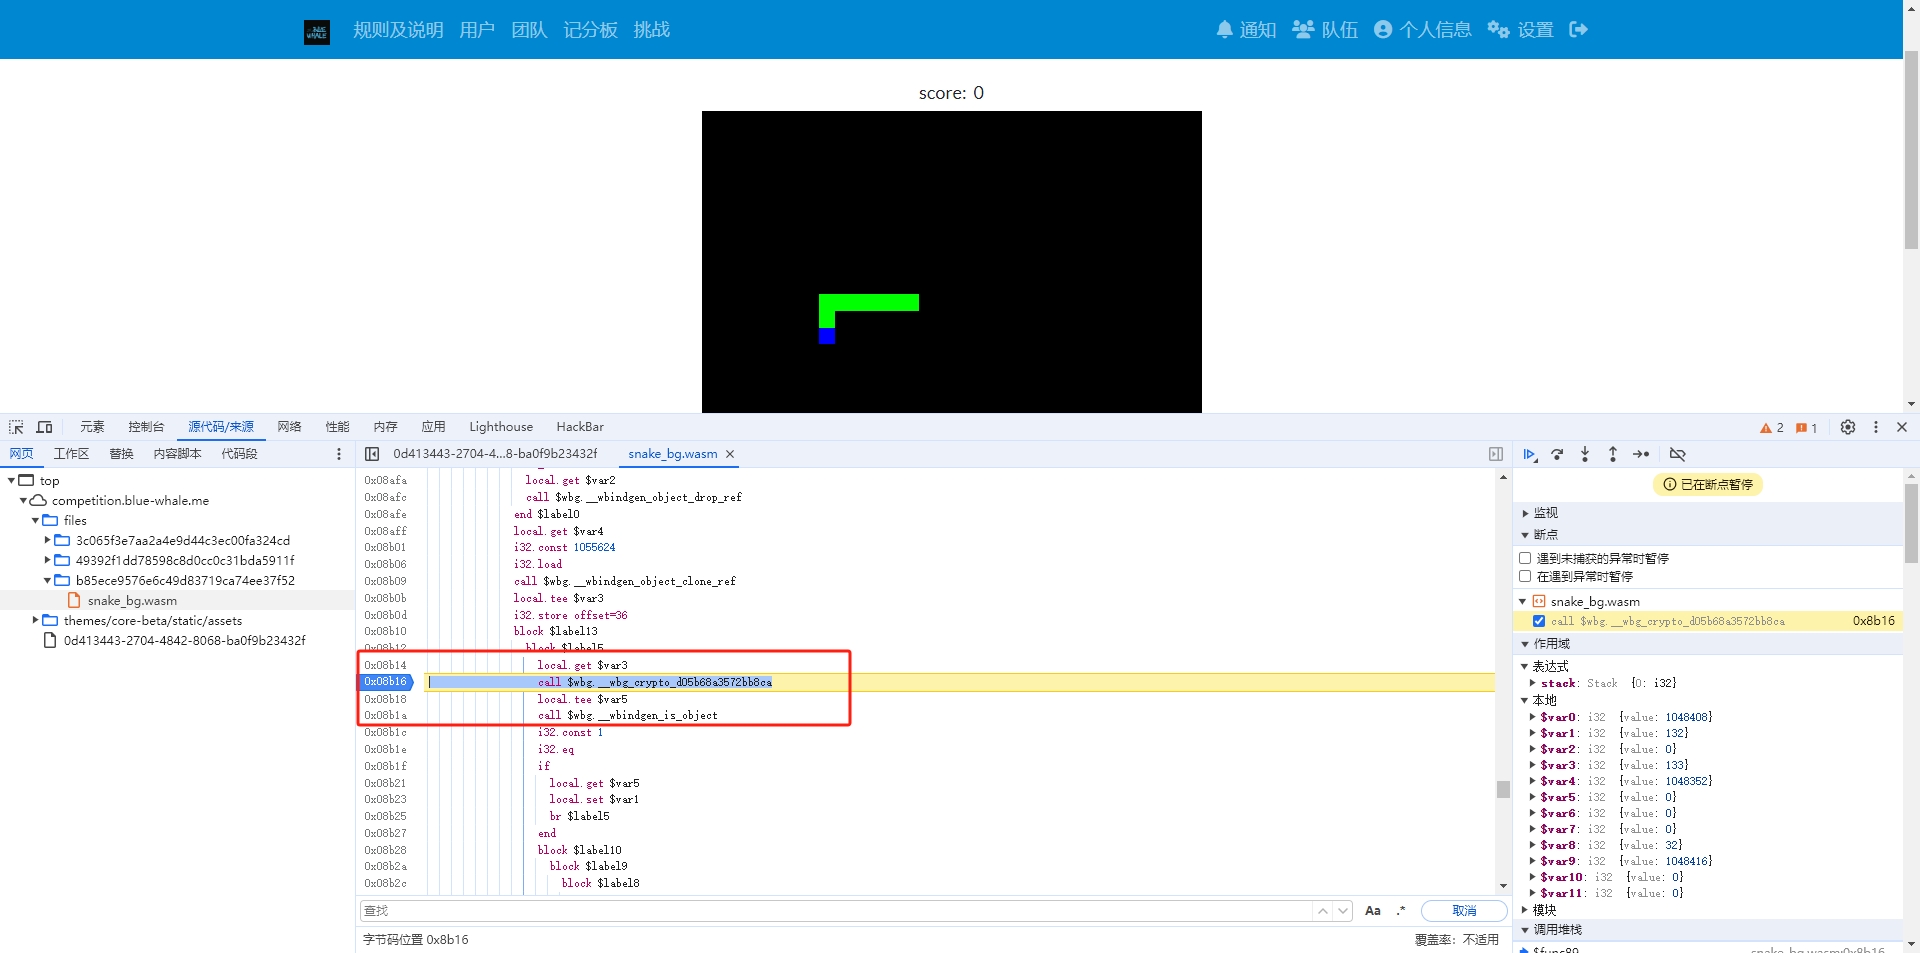 规则及说明 用户 团队 记分板 挑战 通知 队伍 个人信息 设置
score: 0
元素 控制台 源代码/来源 网络 性能 内存 应用 Lighthouse HackBar 2 1
网页 工作区 替换 内容脚本 代码段
top
competition.blue-whale.me
files
3c065f3e7aa2a4e9d44c3ec00fa324cd
49392f1dd78598c8d0cc0c31bda5911f
b85ece9576e6c49d83719ca74ee37f52
snake_bg.wasm
themes/core-beta/static/assets
0d413443-2704-4842-8068-ba0f9b23432f
0d413443-2704-4...8-ba0f9b23432f snake_bg.wasm
0x08afa local.get $var2
0x08afc call $wbg.__wbindgen_object_drop_ref
0x08afe end $label0
0x08aff local.get $var4
0x08b01 i32.const 1055624
0x08b06 i32.load
0x08b09 call $wbg.__wbindgen_object_clone_ref
0x08b0b local.tee $var3
0x08b0d i32.store offset=36
0x08b10 block $label13
0x08b12 block $label5
0x08b14 local.get $var3
0x08b16 call $wbg.__wbg_crypto_d05b68a3572bb8ca
0x08b18 local.tee $var5
0x08b1a call $wbg.__wbindgen_is_object
0x08b1c i32.const 1
0x08b1e i32.eq
0x08b1f if
0x08b21 local.get $var5
0x08b23 local.set $var1
0x08b25 br $label5
0x08b27 end
0x08b28 block $label10
0x08b2a block $label9
0x08b2c block $label8
查找 Aa .* 取消
字节码位置 0x8b16 覆盖率：不适用
已在断点暂停
监视
断点
遇到未捕获的异常时暂停
在遇到异常时暂停
snake_bg.wasm
call $wbg.__wbg_crypto_d05b68a3572bb8ca 0x8b16
作用域
表达式
stack: Stack {0: i32}
本地
$var0: i32 {value: 1048408}
$var1: i32 {value: 132}
$var2: i32 {value: 0}
$var3: i32 {value: 133}
$var4: i32 {value: 1048352}
$var5: i32 {value: 0}
$var6: i32 {value: 0}
$var7: i32 {value: 0}
$var8: i32 {value: 32}
$var9: i32 {value: 1048416}
$var10: i32 {value: 0}
$var11: i32 {value: 0}
模块
调用堆栈
$func89 snake_bg.wasm:0x8b16